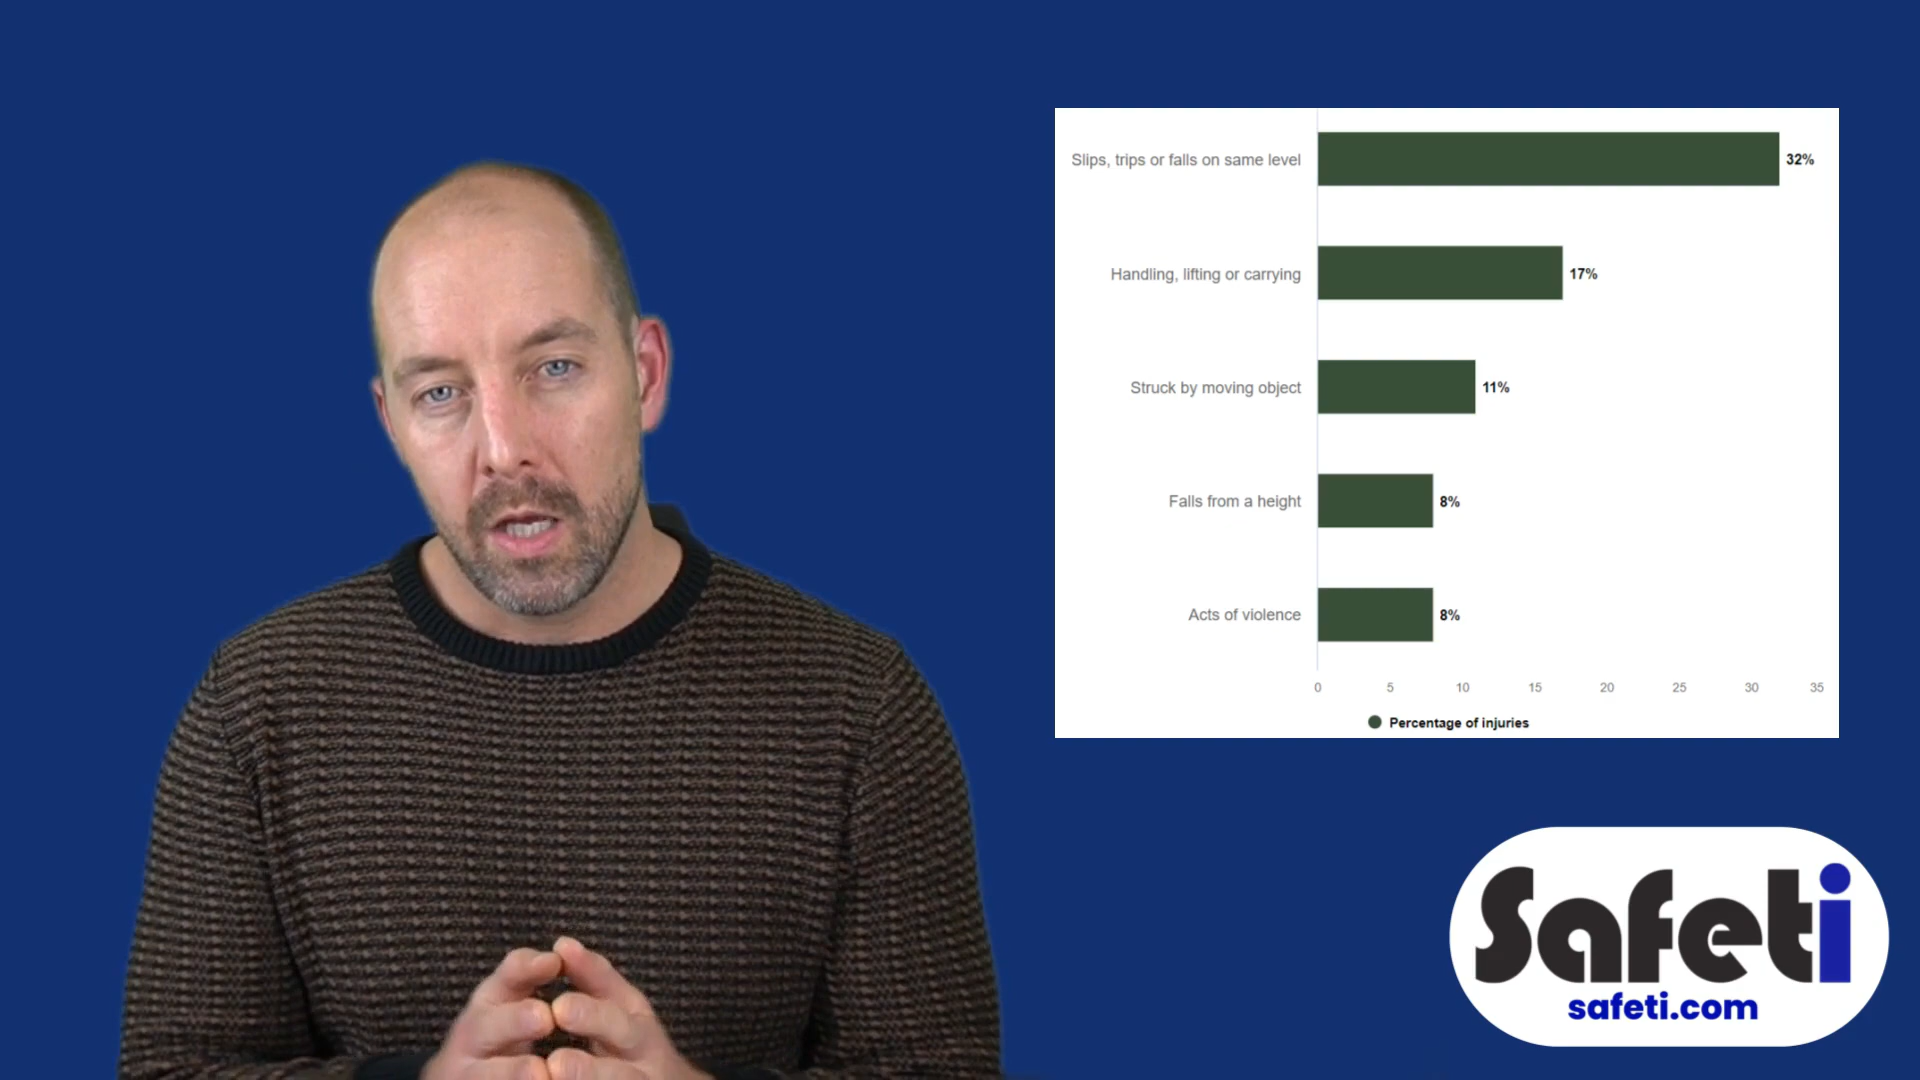 Slips, trips or falls on same level 32%
Handling, lifting or carrying 17%
Struck by moving object 11%
Falls from a height 8%
Acts of violence 8%
0 5 10 15 20 25 30 35
Percentage of injuries
Safeti
safeti.com